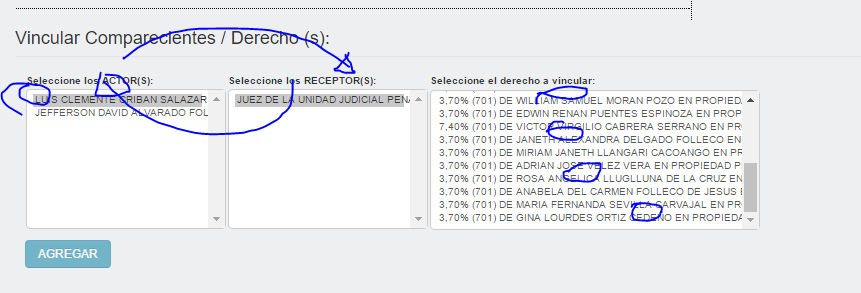 Vincular Comparecientes / Derecho (s):
Seleccione los ACTOR(S):
LUIS CLEMENTE CRIBAN SALAZAR
JEFFERSON DAVID ALVARADO FOL
Seleccione los RECEPTOR(S):
JUEZ DE LA UNIDAD JUDICIAL PENA
Seleccione el derecho a vincular:
3,70% (701) DE WILLIAM SAMUEL MORAN POZO EN PROPIEDA
3,70% (701) DE EDWIN RENAN PUENTES ESPINOZA EN PROP
7,40% (701) DE VICTOR VIRGILIO CABRERA SERRANO EN PR
3,70% (701) DE JANETH ALEXANDRA DELGADO FOLLECO EN
3,70% (701) DE MIRIAM JANETH LLANGARI CACOANGO EN PR
3,70% (701) DE ADRIAN JOSE VELEZ VERA EN PROPIEDAD P
3,70% (701) DE ROSA ANGELICA LLUGLLUNA DE LA CRUZ EN
3,70% (701) DE ANABELA DEL CARMEN FOLLECO DE JESUS E
3,70% (701) DE MARIA FERNANDA SEVILLA CARVAJAL EN PR
3,70% (701) DE GINA LOURDES ORTIZ CEDEÑO EN PROPIEDA
AGREGAR